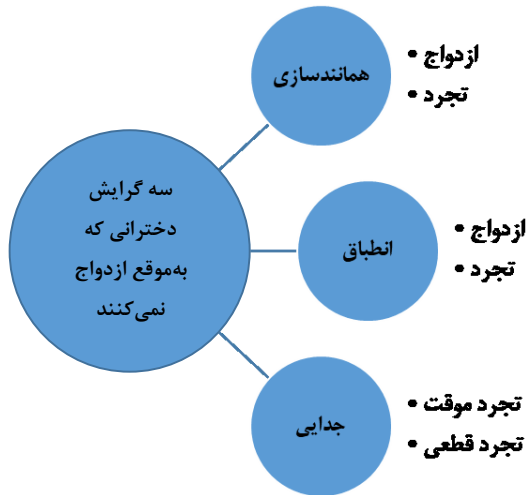 سه گرایش
دخترانی که
به‌موقع ازدواج
نمی‌کنند
همانندسازی
• ازدواج
• تجرد
انطباق
• ازدواج
• تجرد
جدایی
• تجرد موقت
• تجرد قطعی